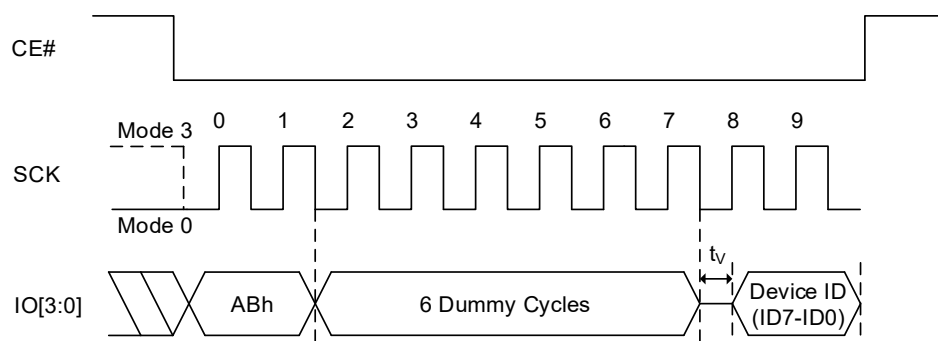 CE#
0 1 2 3 4 5 6 7 8 9
Mode 3
SCK
Mode 0
tV
IO[3:0]
ABh
6 Dummy Cycles
Device ID
(ID7-ID0)